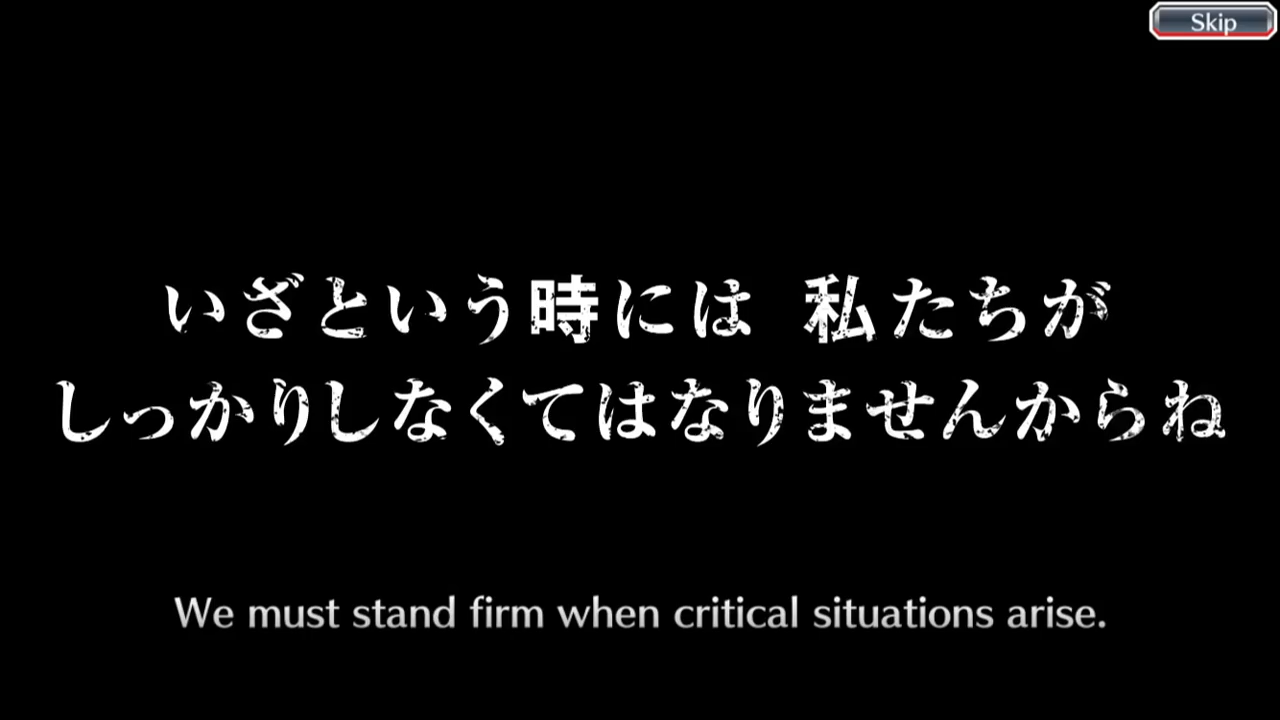 Skip
いざという時には 私たちが
しっかりしなくてはなりませんからね
We must stand firm when critical situations arise.